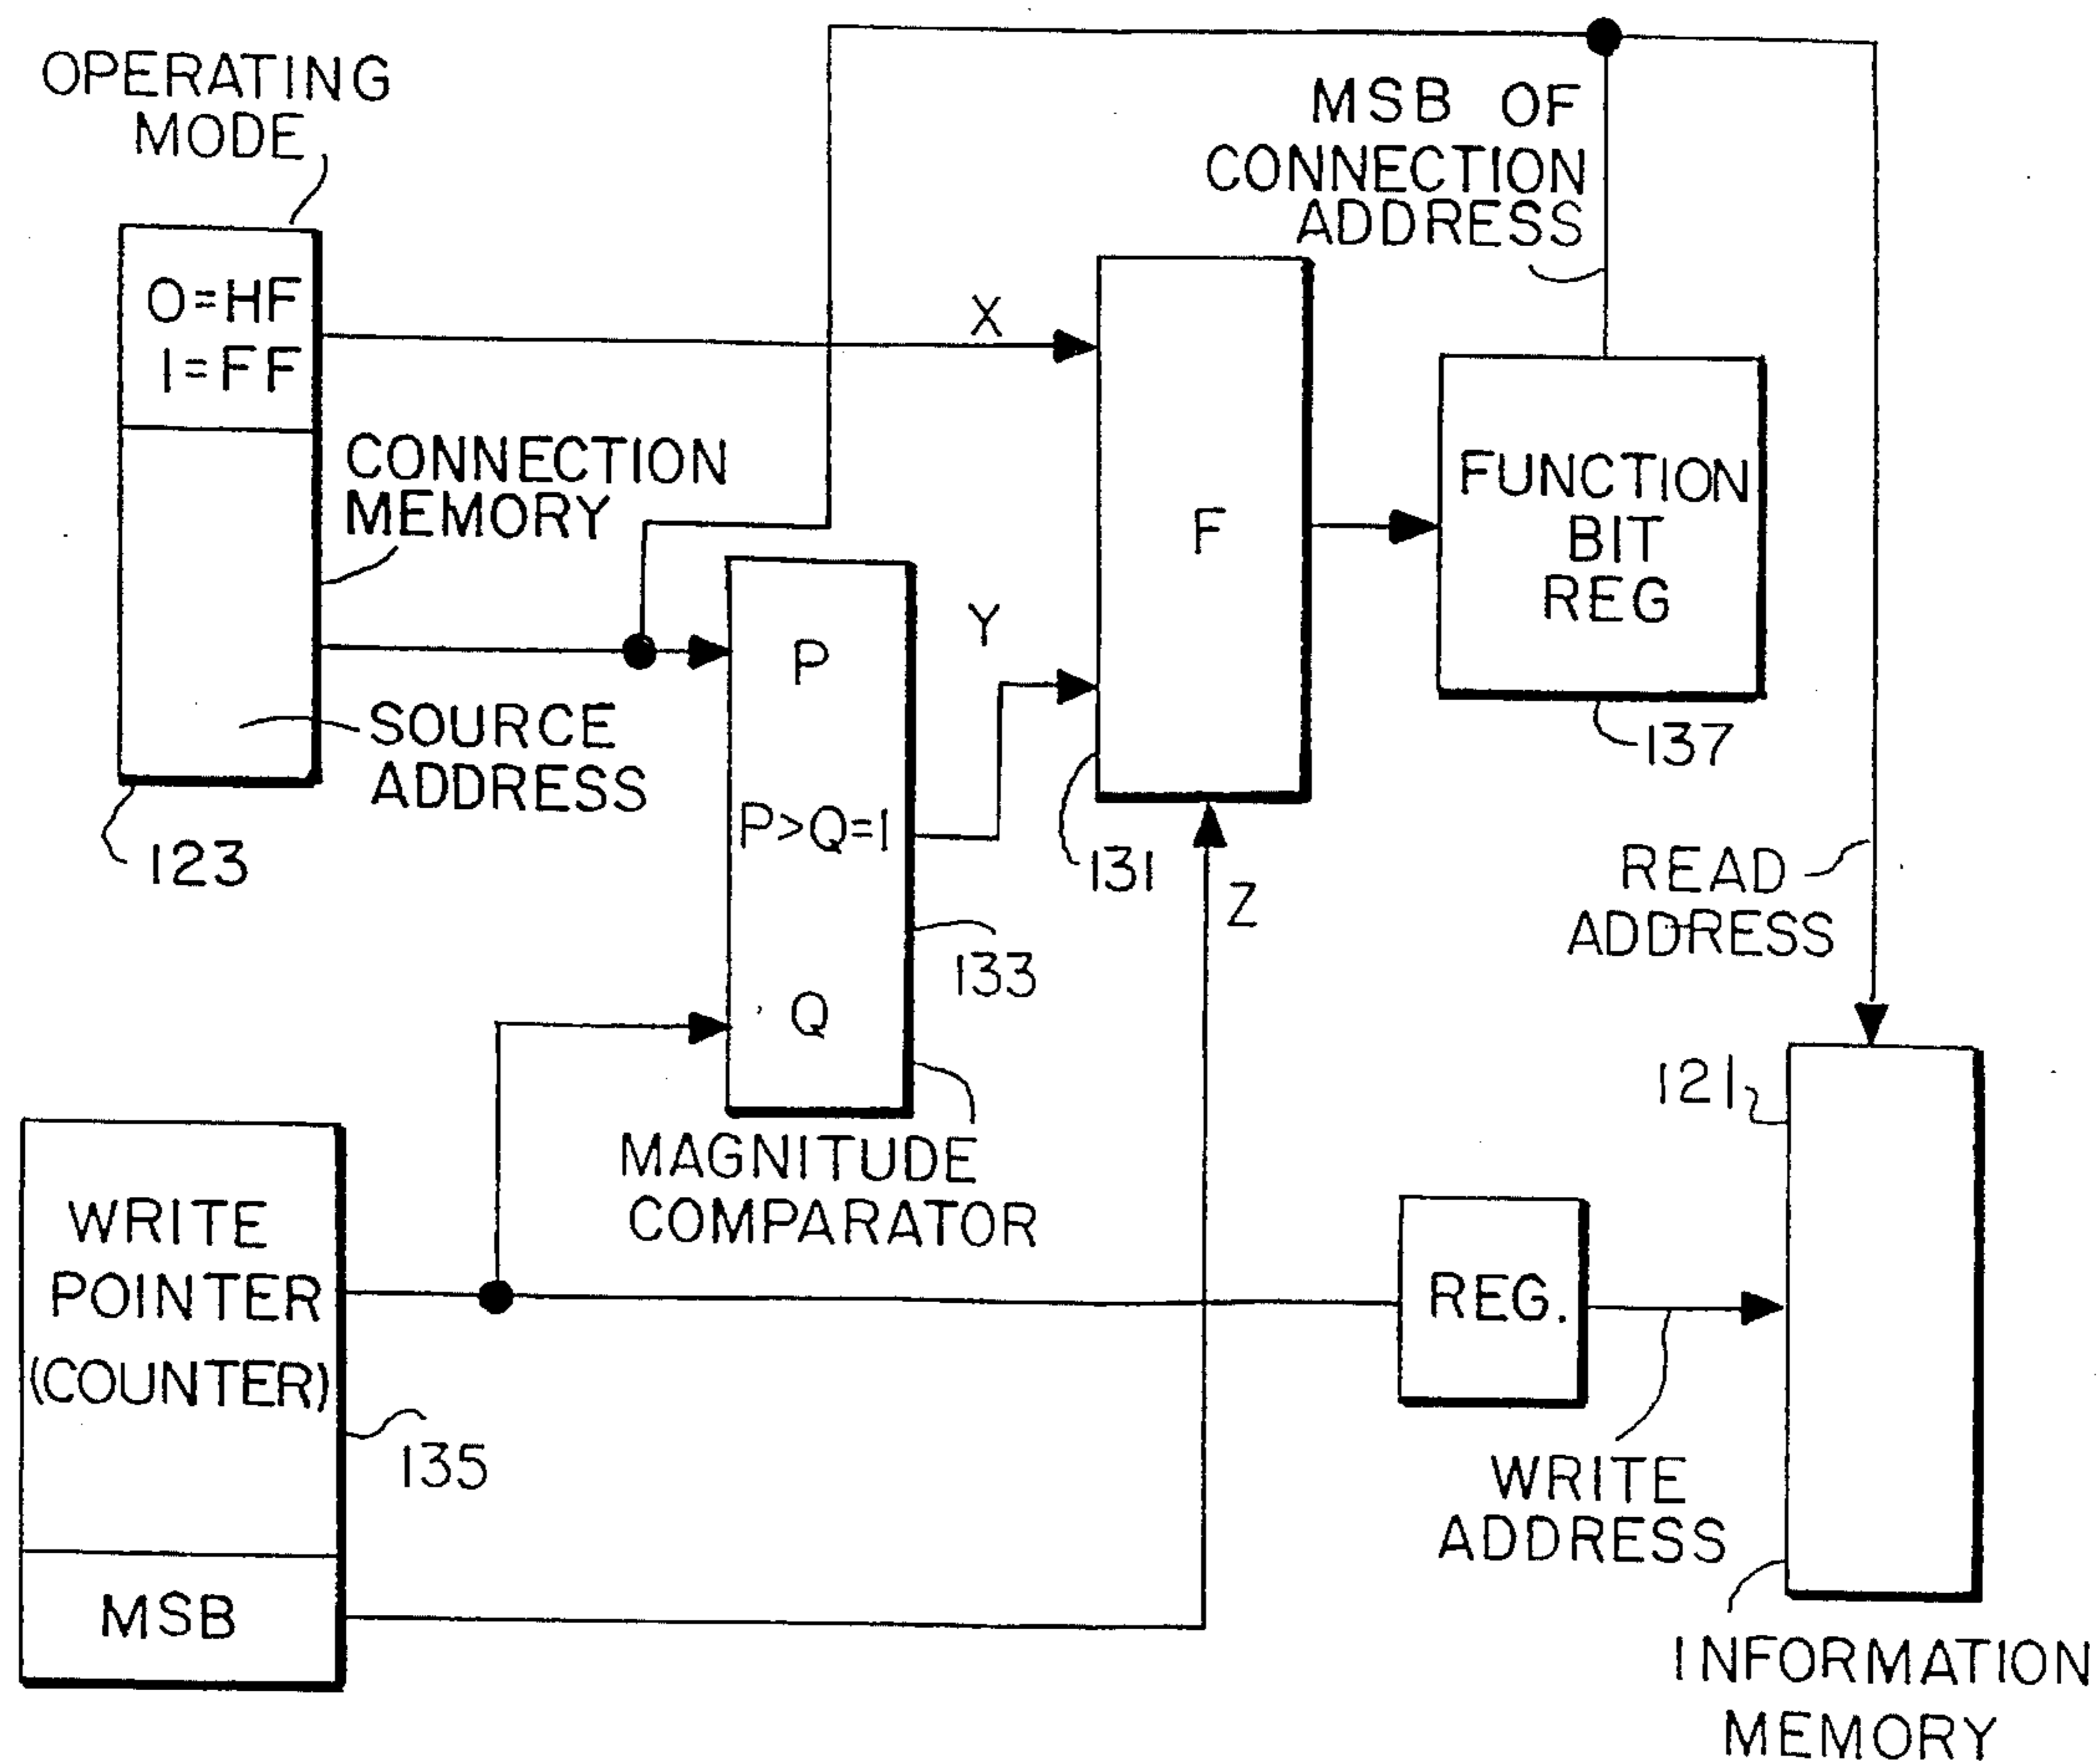 OPERATING
MODE
MSB OF
CONNECTION
ADDRESS
0=HF
1=FF
X
CONNECTION
MEMORY
F
FUNCTION
BIT
REG
Y
P
SOURCE
ADDRESS
137
P>Q=1
123
131
READ
ADDRESS
Z
133
Q
121
MAGNITUDE
COMPARATOR
WRITE
POINTER
(COUNTER)
REG.
135
WRITE
ADDRESS
MSB
INFORMATION
MEMORY